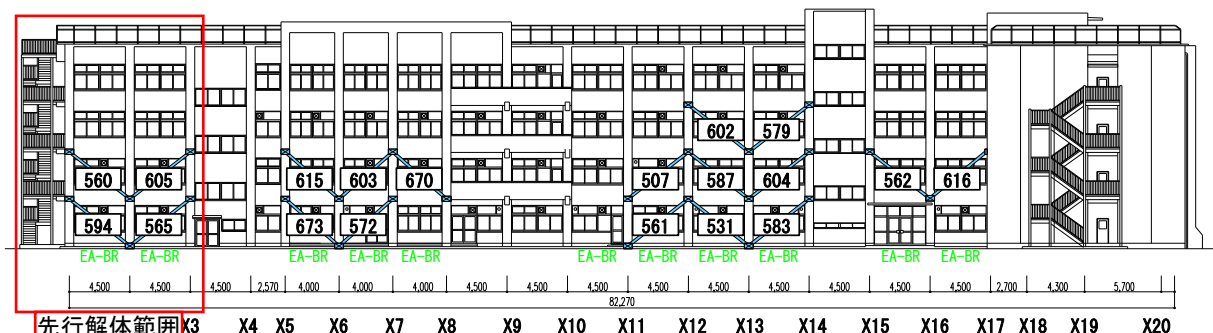 602 579
560 605 615 603 670 507 587 604 562 616
594 565 673 572 561 531 583
EA-BR EA-BR EA-BR EA-BR EA-BR EA-BR EA-BR EA-BR EA-BR EA-BR EA-BR
4,500 4,500 4,500 2,570 4,000 4,000 4,000 4,500 4,500 4,500 4,500 4,500 4,500 4,500 4,500 4,500 2,700 4,300 5,700
82,270
先行解体範囲 X3 X4 X5 X6 X7 X8 X9 X10 X11 X12 X13 X14 X15 X16 X17 X18 X19 X20